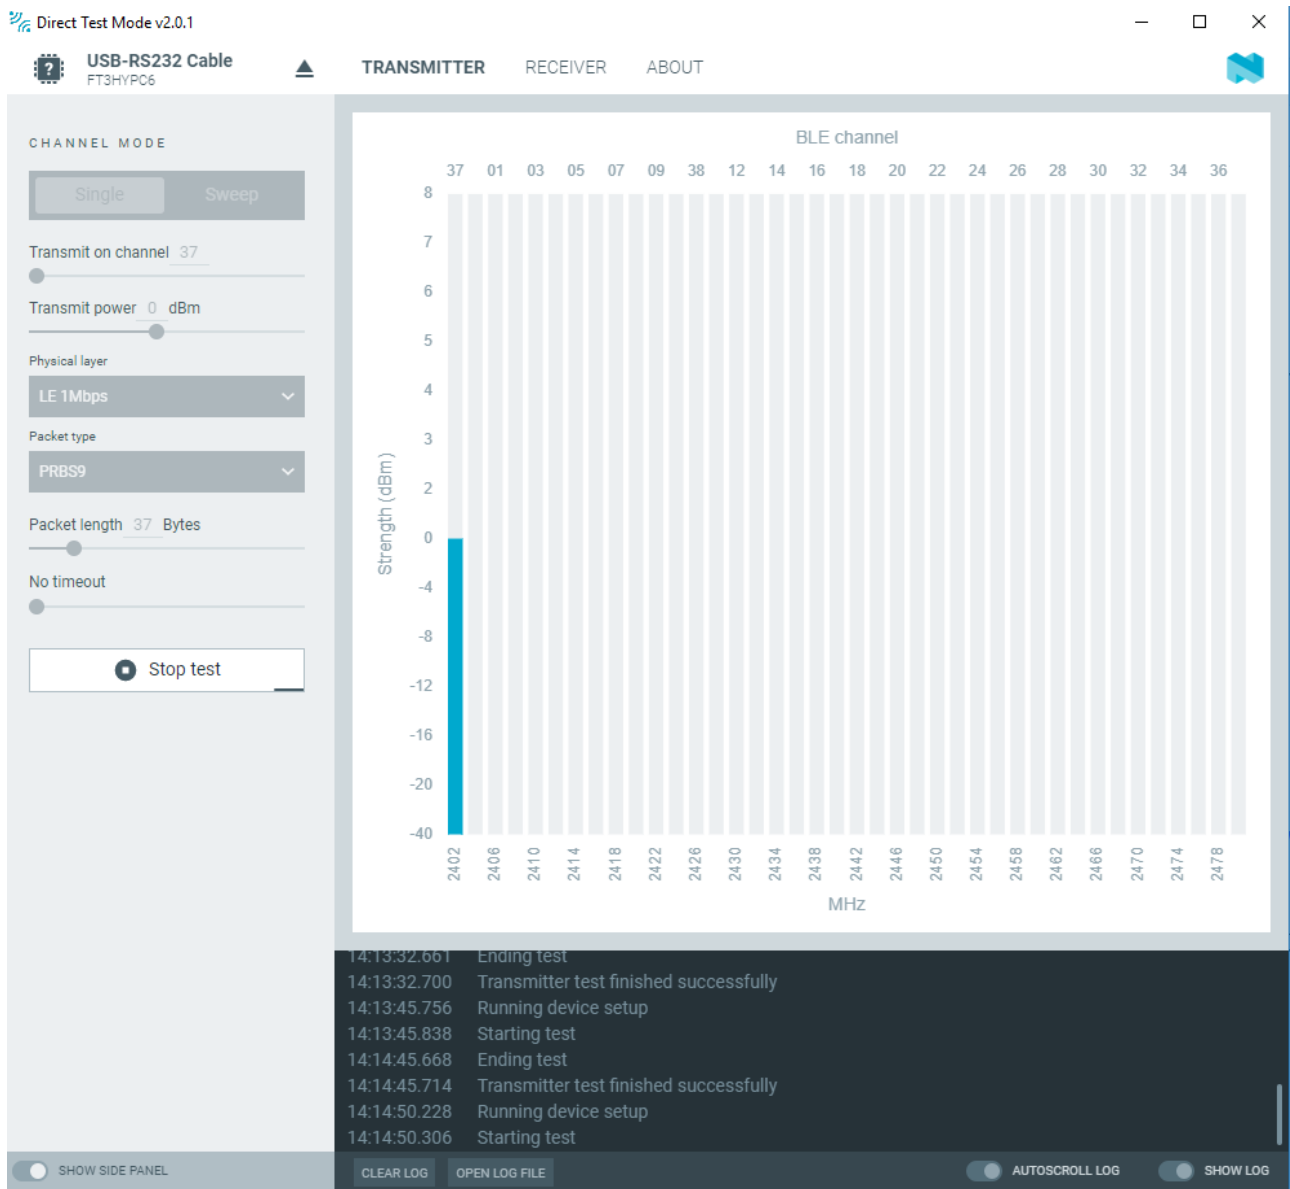 Direct Test Mode v2.0.1
USB-RS232 Cable
FT3HYPC6
TRANSMITTER RECEIVER ABOUT
CHANNEL MODE
Single Sweep
Transmit on channel 37
Transmit power 0 dBm
Physical layer
LE 1Mbps
Packet type
PRBS9
Packet length 37 Bytes
No timeout
Stop test
BLE channel
37 01 03 05 07 09 38 12 14 16 18 20 22 24 26 28 30 32 34 36
8
7
6
5
4
3
2
0
-4
-8
-12
-16
-20
-40
Strength (dBm)
2402 2406 2410 2414 2418 2422 2426 2430 2434 2438 2442 2446 2450 2454 2458 2462 2466 2470 2474 2478
MHz
14:13:32.661 Ending test
14:13:32.700 Transmitter test finished successfully
14:13:45.756 Running device setup
14:13:45.838 Starting test
14:14:45.668 Ending test
14:14:45.714 Transmitter test finished successfully
14:14:50.228 Running device setup
14:14:50.306 Starting test
SHOW SIDE PANEL
CLEAR LOG OPEN LOG FILE
AUTOSCROLL LOG SHOW LOG